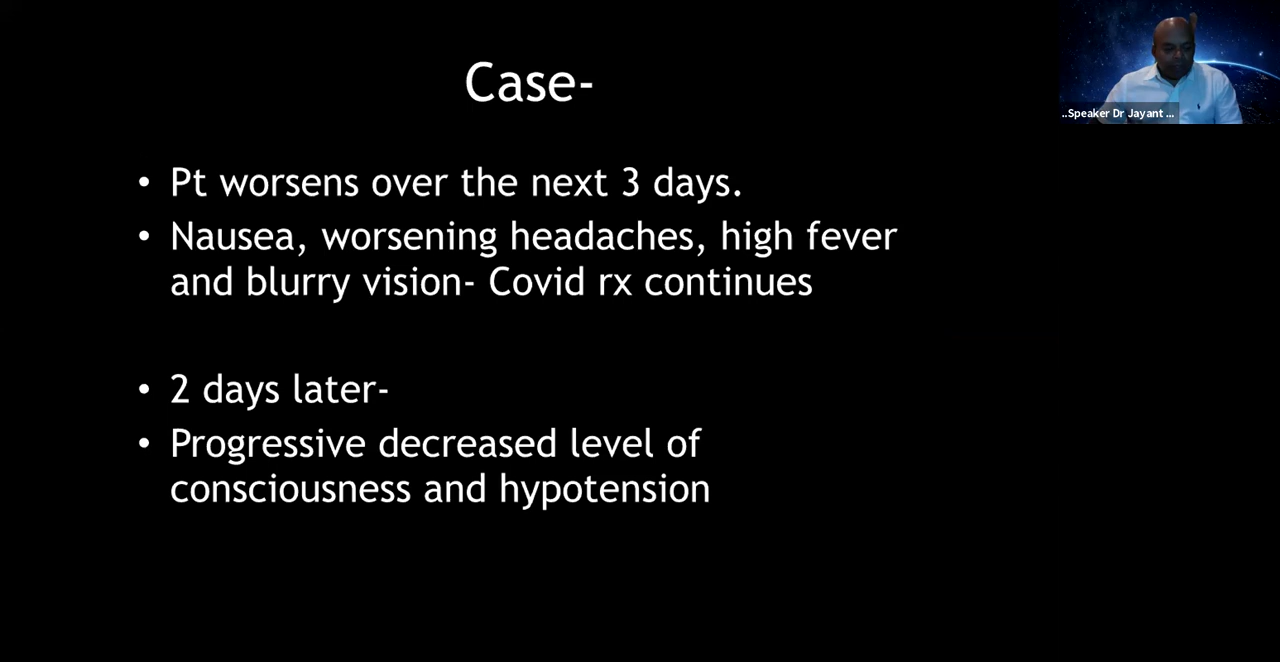 Case-
• Pt worsens over the next 3 days.
• Nausea, worsening headaches, high fever
and blurry vision- Covid rx continues
• 2 days later-
• Progressive decreased level of
consciousness and hypotension
..Speaker Dr Jayant ...